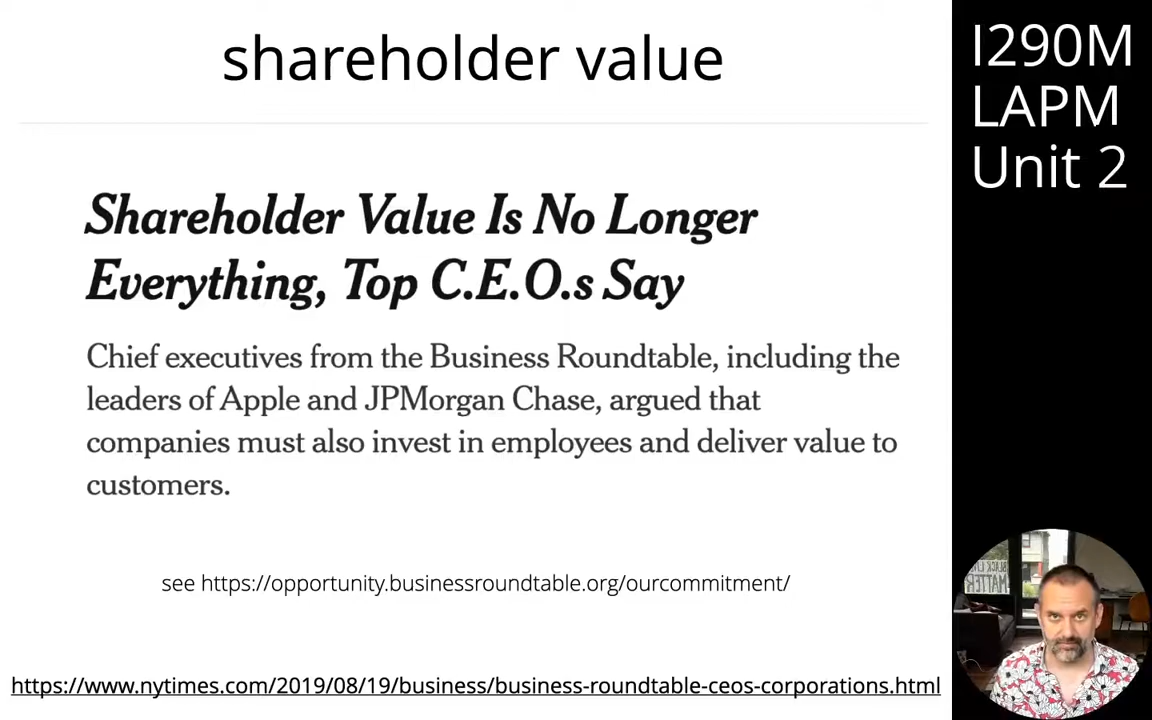 shareholder value
Shareholder Value Is No Longer
Everything, Top C.E.O.s Say
Chief executives from the Business Roundtable, including the
leaders of Apple and JPMorgan Chase, argued that
companies must also invest in employees and deliver value to
customers.
see https://opportunity.businessroundtable.org/ourcommitment/
https://www.nytimes.com/2019/08/19/business/business-roundtable-ceos-corporations.html
I290M
LAPM
Unit 2
MATTER